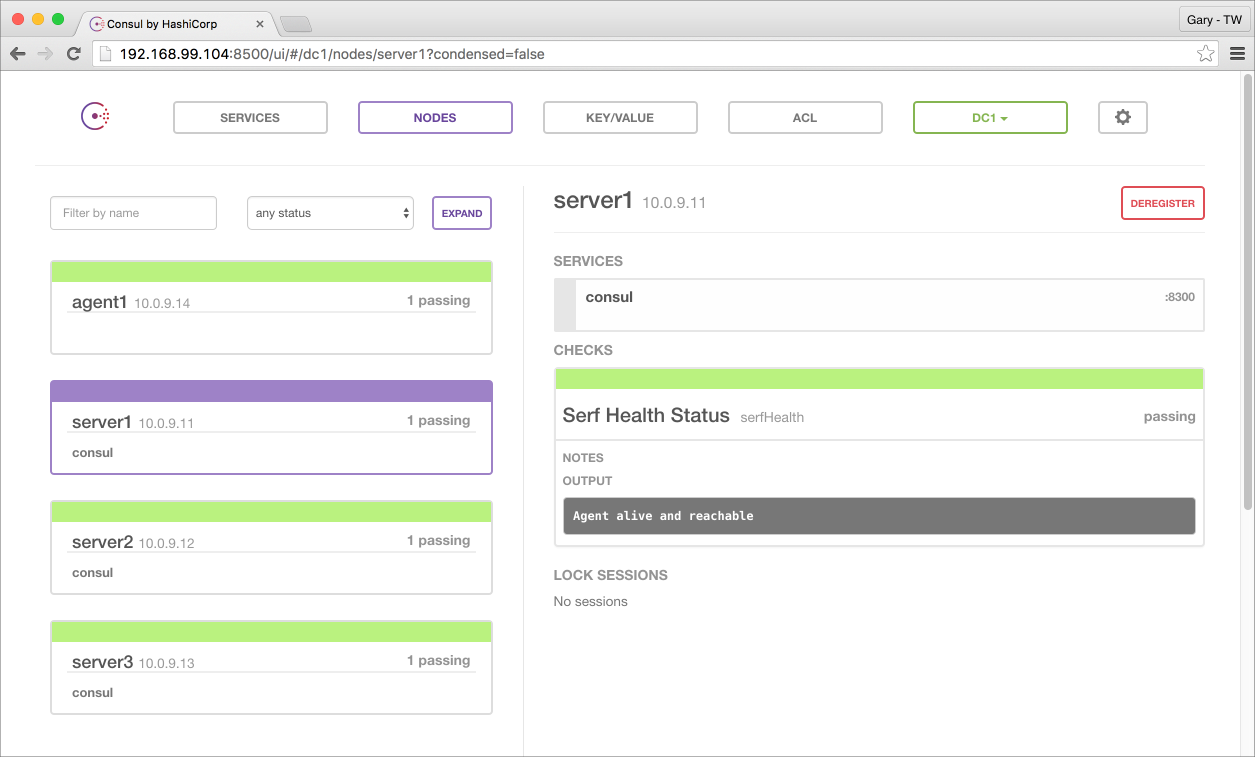 Consul by HashiCorp
Gary - TW
192.168.99.104:8500/ui/#/dc1/nodes/server1?condensed=false
SERVICES NODES KEY/VALUE ACL DC1
Filter by name any status EXPAND
agent1 10.0.9.14 1 passing
server1 10.0.9.11 1 passing
consul
server2 10.0.9.12 1 passing
consul
server3 10.0.9.13 1 passing
consul
server1 10.0.9.11 DEREGISTER
SERVICES
consul :8300
CHECKS
Serf Health Status serfHealth passing
NOTES
OUTPUT
Agent alive and reachable
LOCK SESSIONS
No sessions